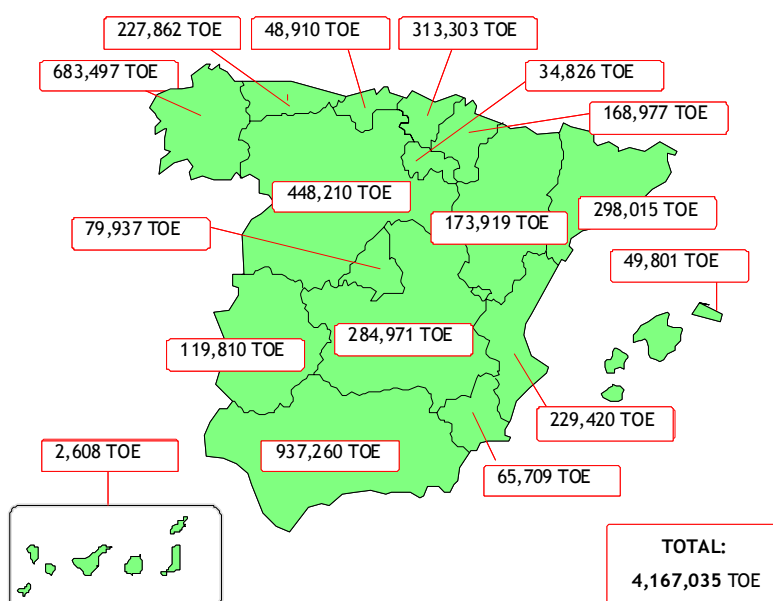 227,862 TOE
48,910 TOE
313,303 TOE
683,497 TOE
34,826 TOE
168,977 TOE
448,210 TOE
79,937 TOE
173,919 TOE
298,015 TOE
49,801 TOE
119,810 TOE
284,971 TOE
229,420 TOE
2,608 TOE
937,260 TOE
65,709 TOE
TOTAL:
4,167,035 TOE